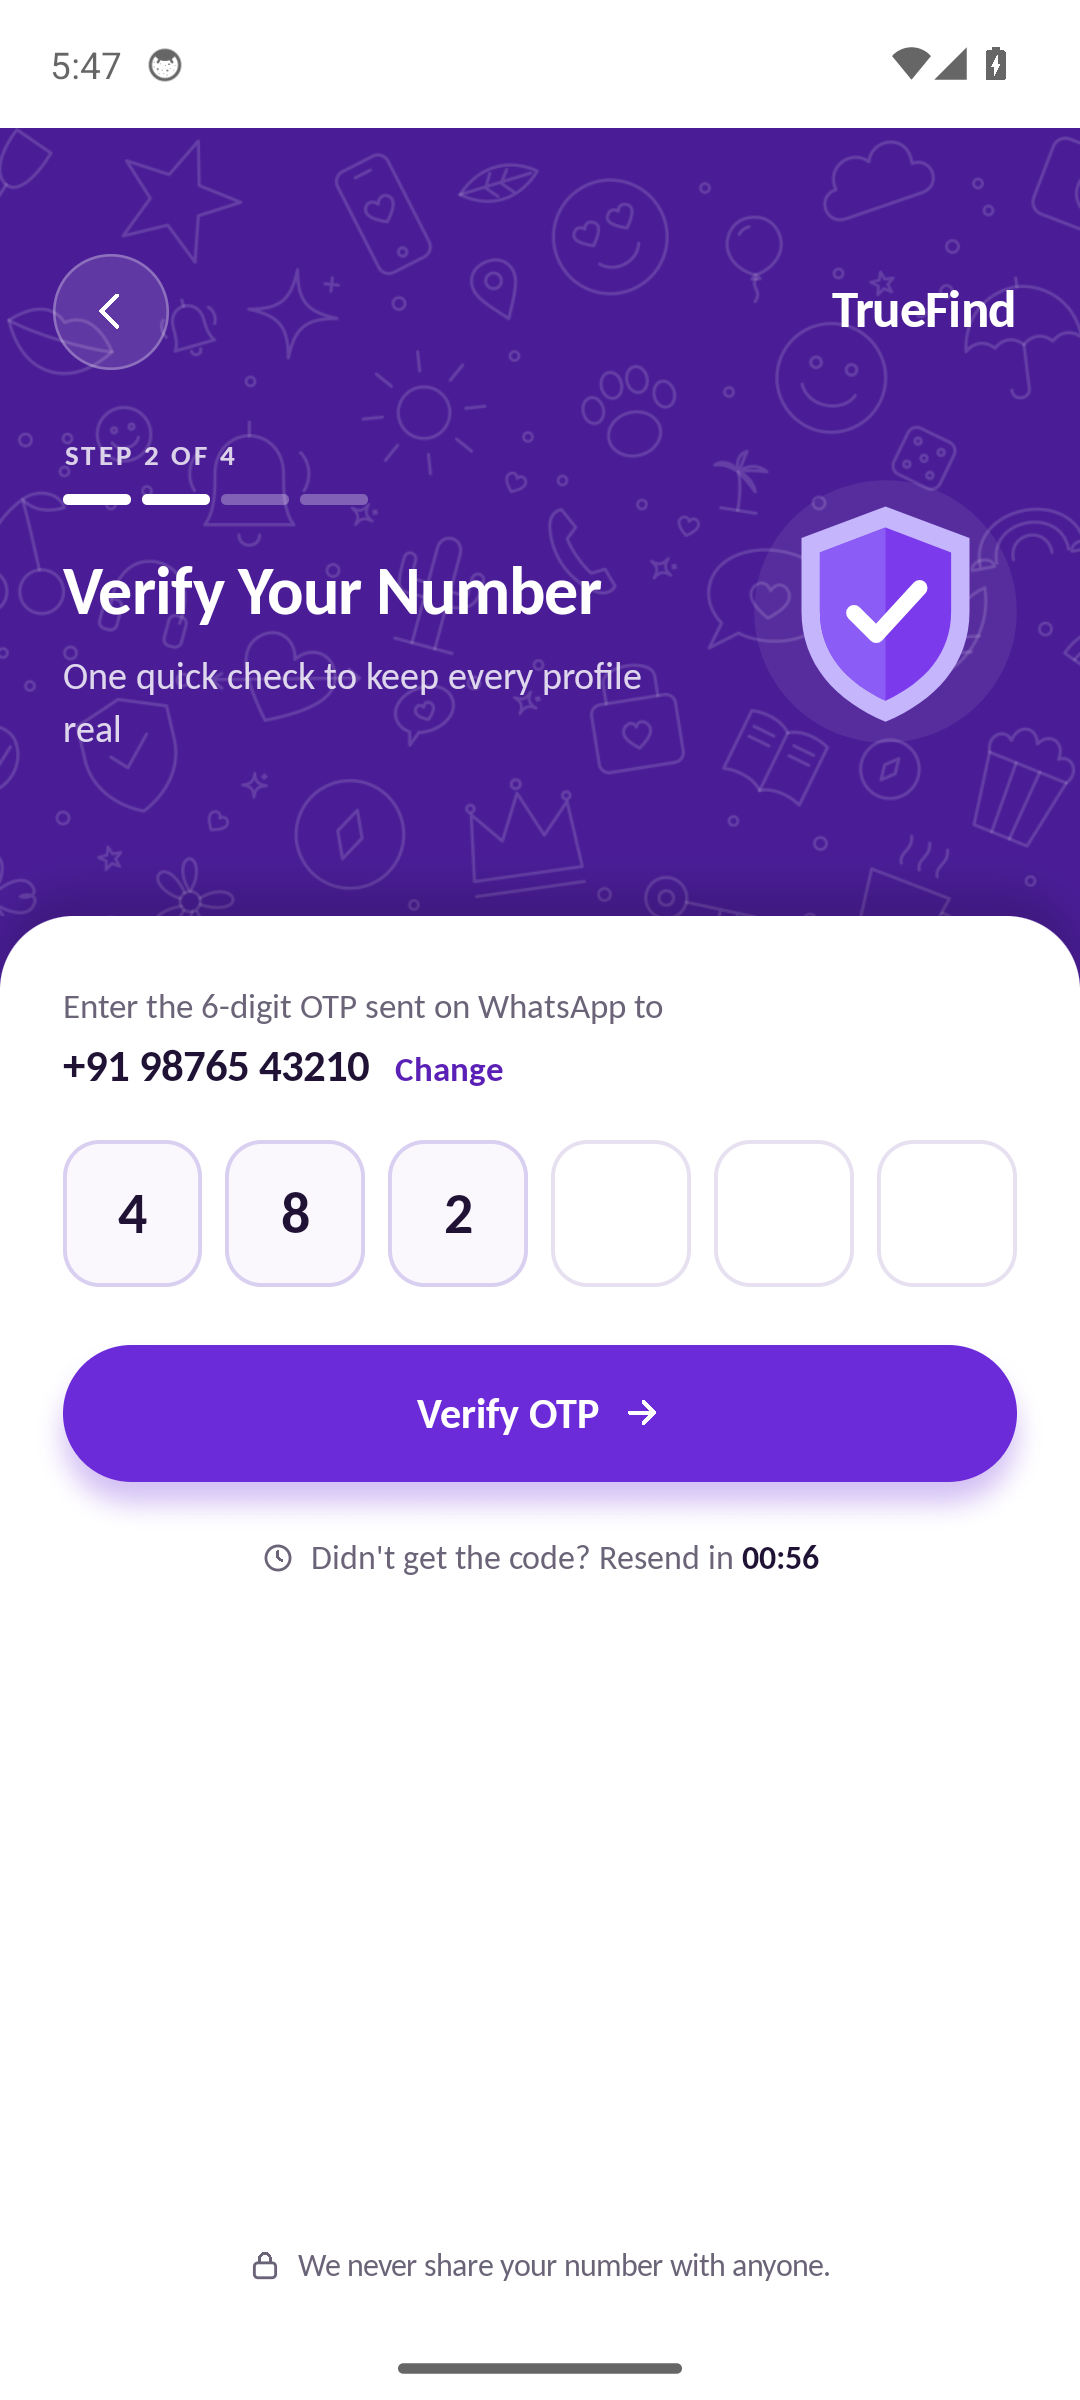 5:47
TrueFind
STEP 2 OF 4
Verify Your Number
One quick check to keep every profile
real
Enter the 6-digit OTP sent on WhatsApp to
+91 98765 43210 Change
4 8 2
Verify OTP
Didn't get the code? Resend in 00:56
We never share your number with anyone.